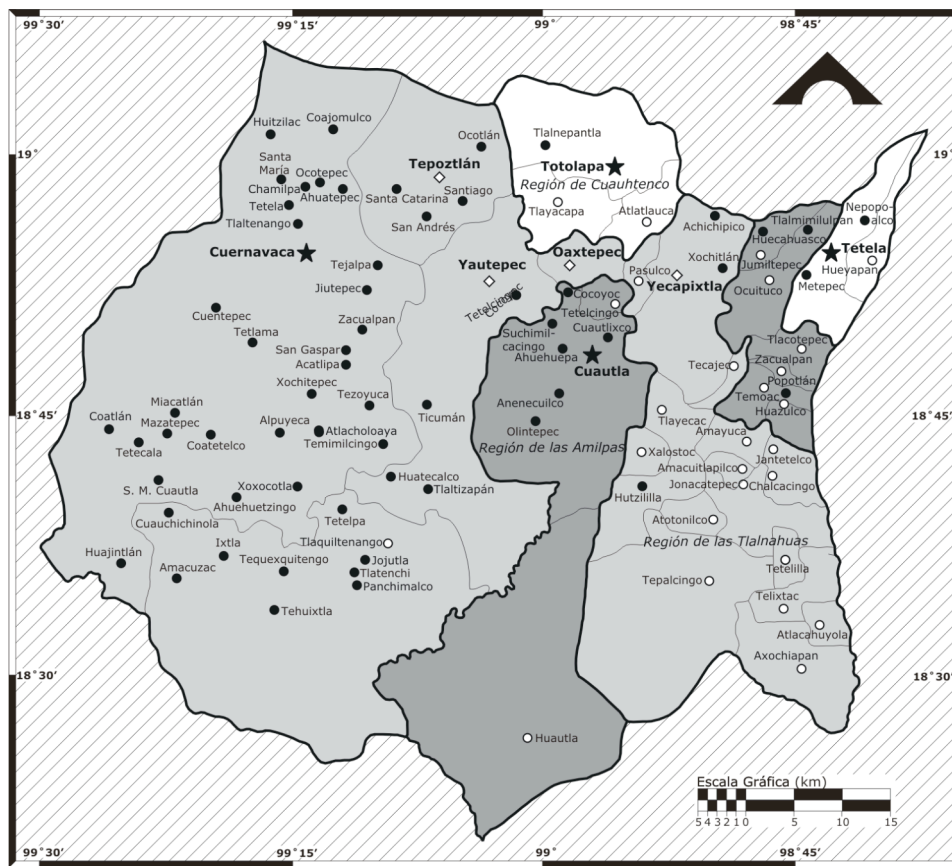 99°30′
99°15′
99°
98°45′
19°
19°
18°45′
18°45′
18°30′
18°30′
99°30′
99°15′
99°
98°45′
Huitzilac
Coajomulco
Ocotlán
Tlalnepantla
Totolapa
Región de Cuauhtenco
Tlayacapa
Atlatlauca
Santa
María
Ocotepec
Chamilpa
Ahuatepec
Tetela
Tlaltenango
Tepoztlán
Santa Catarina
Santiago
San Andrés
Cuernavaca
Tejalpa
Jiutepec
Yautepec
Oaxtepec
Achichipico
Xochitlán
Pasulco
Yecapixtla
Tlalmimilulpan
Huecahuasco
Jumiltepec
Ocuituco
Metepec
Nepopo-
alco
Tetela
Hueyapan
Cocoyoc
Tetelcingo
Tetelcingo
Cuautlixco
Suchimil-
cacingo
Ahuehuepa
Cuautla
Cuentepec
Tetlama
Zacualpan
San Gaspar
Acatlipa
Xochitepec
Tezoyuca
Ticumán
Anenecuilco
Olintepec
Región de las Amilpas
Tlacotepec
Zacualpan
Popotlán
Temoac
Huazulco
Tecajec
Tlayecac
Amayuca
Xalostoc
Amacuitlapilco
Jonacatepec
Jantetelco
Chalcacingo
Hutzililla
Atotonilco
Región de las Tlalnahuas
Tetelilla
Tepalcingo
Telixtac
Atlacahuyola
Axochiapan
Coatlán
Miacatlán
Mazatepec
Tetecala
Coatetelco
Alpuyeca
Atlacholoaya
Temimilcingo
Huatecalco
Tlaltizapán
S. M. Cuautla
Xoxocotla
Ahuehuetzingo
Cuauchichinola
Tetelpa
Tlaquiltenango
Ixtla
Huajintlán
Amacuzac
Tequexquitengo
Jojutla
Tlatenchi
Panchimalco
Tehuixtla
Huautla
Escala Gráfica (km)
5 4 3 2 1 0 5 10 15